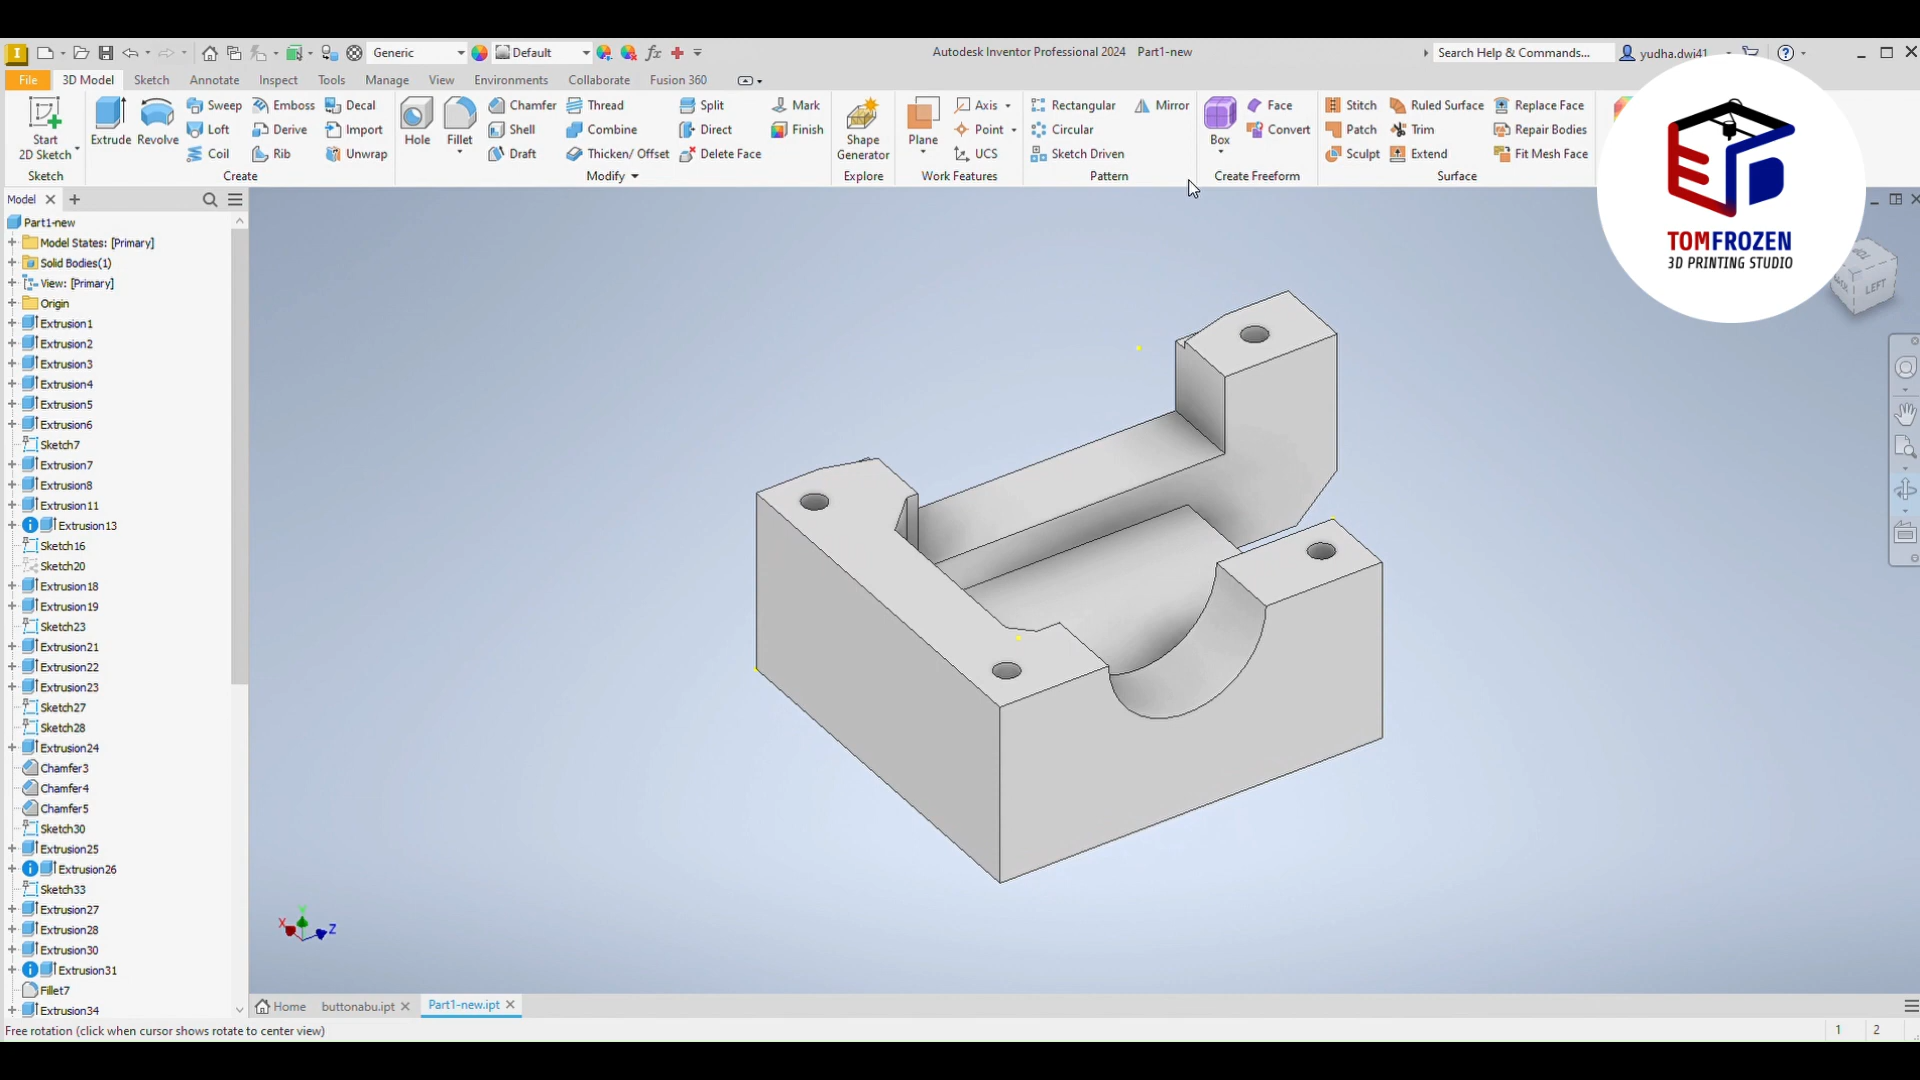 Generic
Default
Autodesk Inventor Professional 2024 Part1-new
Search Help & Commands...
yudha.dwi41
File 3D Model Sketch Annotate Inspect Tools Manage View Environments Collaborate Fusion 360
Start
2D Sketch
Sketch
Extrude Revolve
Sweep Emboss Decal
Loft Derive Import
Coil Rib Unwrap
Create
Hole Fillet
Chamfer Thread Split Mark
Shell Combine Direct Finish
Draft Thicken/ Offset Delete Face
Modify
Shape
Generator
Explore
Plane
Axis
Point
UCS
Work Features
Rectangular Mirror
Circular
Sketch Driven
Pattern
Box
Face
Convert
Create Freeform
Stitch Ruled Surface Replace Face
Patch Trim Repair Bodies
Sculpt Extend Fit Mesh Face
Surface
TOMFROZEN
3D PRINTING STUDIO
LEFT
Model
Part1-new
Model States: [Primary]
Solid Bodies(1)
View: [Primary]
Origin
Extrusion1
Extrusion2
Extrusion3
Extrusion4
Extrusion5
Extrusion6
Sketch7
Extrusion7
Extrusion8
Extrusion11
Extrusion13
Sketch16
Sketch20
Extrusion18
Extrusion19
Sketch23
Extrusion21
Extrusion22
Extrusion23
Sketch27
Sketch28
Extrusion24
Chamfer3
Chamfer4
Chamfer5
Sketch30
Extrusion25
Extrusion26
Sketch33
Extrusion27
Extrusion28
Extrusion30
Extrusion31
Fillet7
Extrusion34
X Y Z
Home buttonabu.ipt Part1-new.ipt
Free rotation (click when cursor shows rotate to center view)
1 2